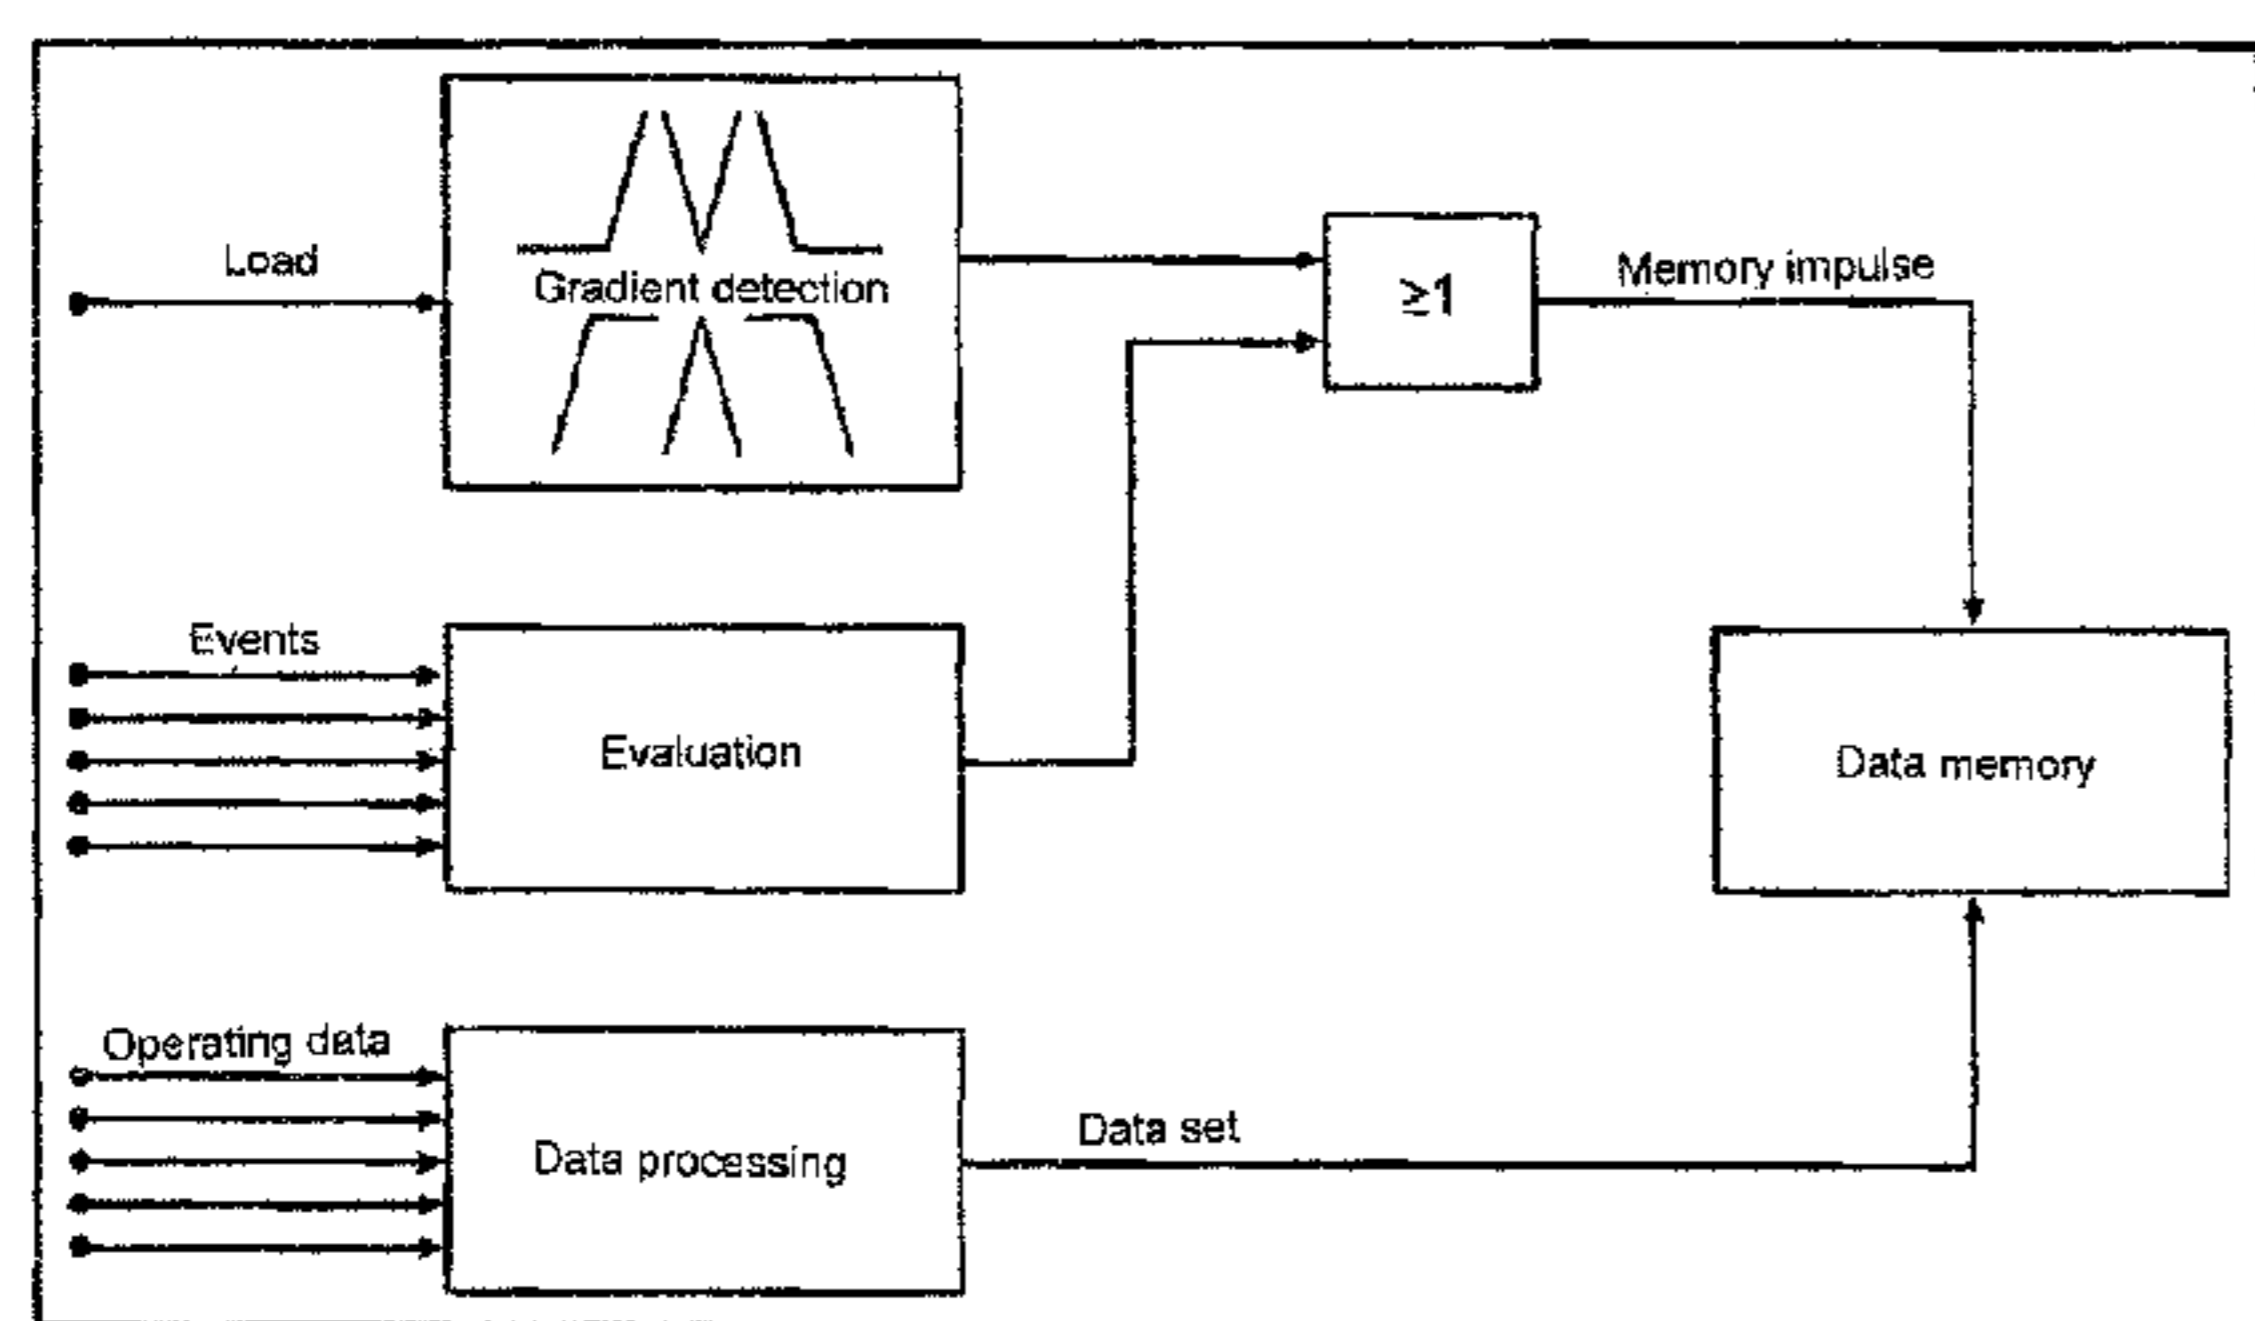 Load
Gradient detection
≥1
Memory impulse
Events
Evaluation
Data memory
Operating data
Data processing
Data set